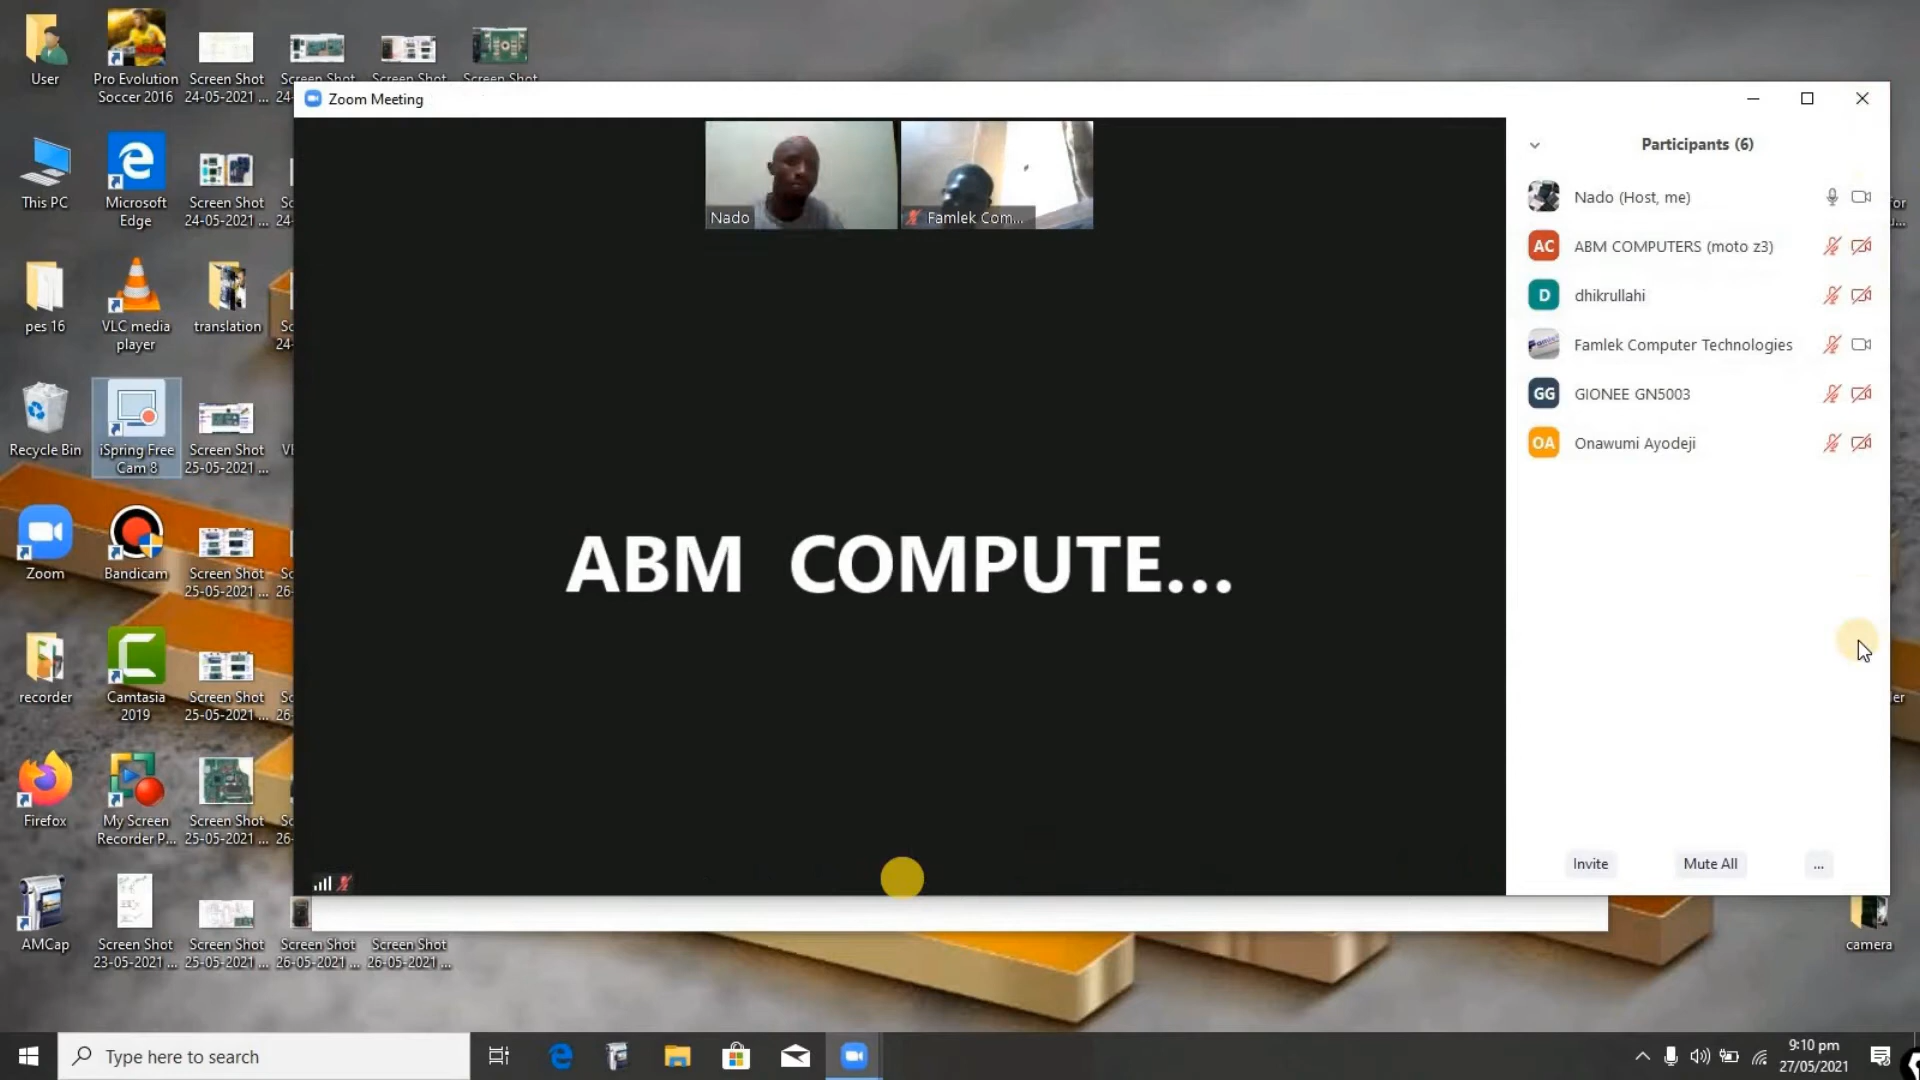 User
Pro Evolution
Soccer 2016
Screen Shot
24-05-2021 ...
Screen Shot
24-
Screen Shot
Screen Shot
Zoom Meeting
This PC
Microsoft
Edge
Screen Shot
24-05-2021 ...
Nado
Famlek Com...
Participants (6)
Nado (Host, me)
AC
ABM COMPUTERS (moto z3)
D
dhikrullahi
Famlek Computer Technologies
GG
GIONEE GN5003
OA
Onawumi Ayodeji
pes 16
VLC media
player
translation
24-
Recycle Bin
iSpring Free
Cam 8
Screen Shot
25-05-2021 ...
ABM COMPUTE...
Zoom
Bandicam
Screen Shot
25-05-2021 ...
26-
recorder
Camtasia
2019
Screen Shot
25-05-2021 ...
26-
Firefox
My Screen
Recorder P...
Screen Shot
25-05-2021 ...
26-
Invite
Mute All
...
AMCap
Screen Shot
23-05-2021 ...
Screen Shot
25-05-2021 ...
Screen Shot
26-05-2021 ...
Screen Shot
26-05-2021 ...
camera
Type here to search
9:10 pm
27/05/2021